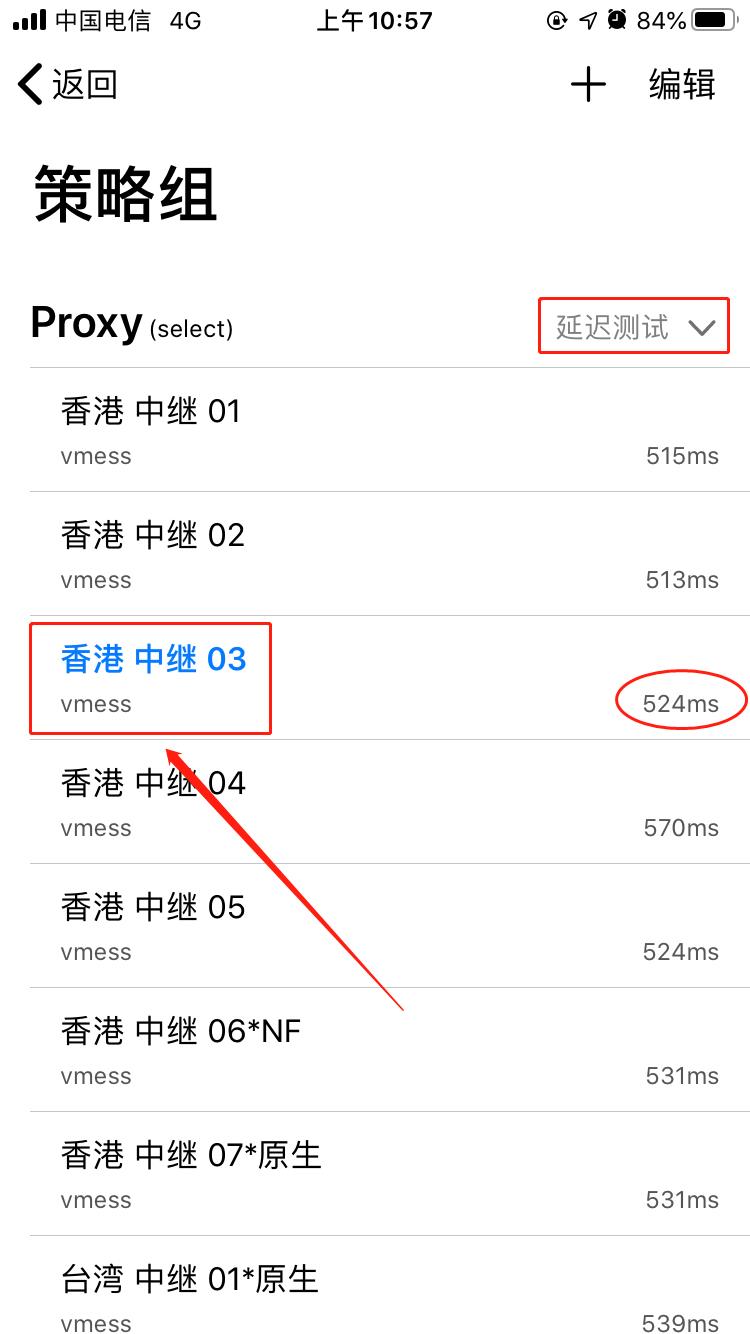 中国电信 4G 上午10:57 84%
返回 编辑
策略组
Proxy (select) 延迟测试
香港 中继 01
vmess 515ms
香港 中继 02
vmess 513ms
香港 中继 03
vmess 524ms
香港 中继 04
vmess 570ms
香港 中继 05
vmess 524ms
香港 中继 06*NF
vmess 531ms
香港 中继 07*原生
vmess 531ms
台湾 中继 01*原生
vmess 539ms